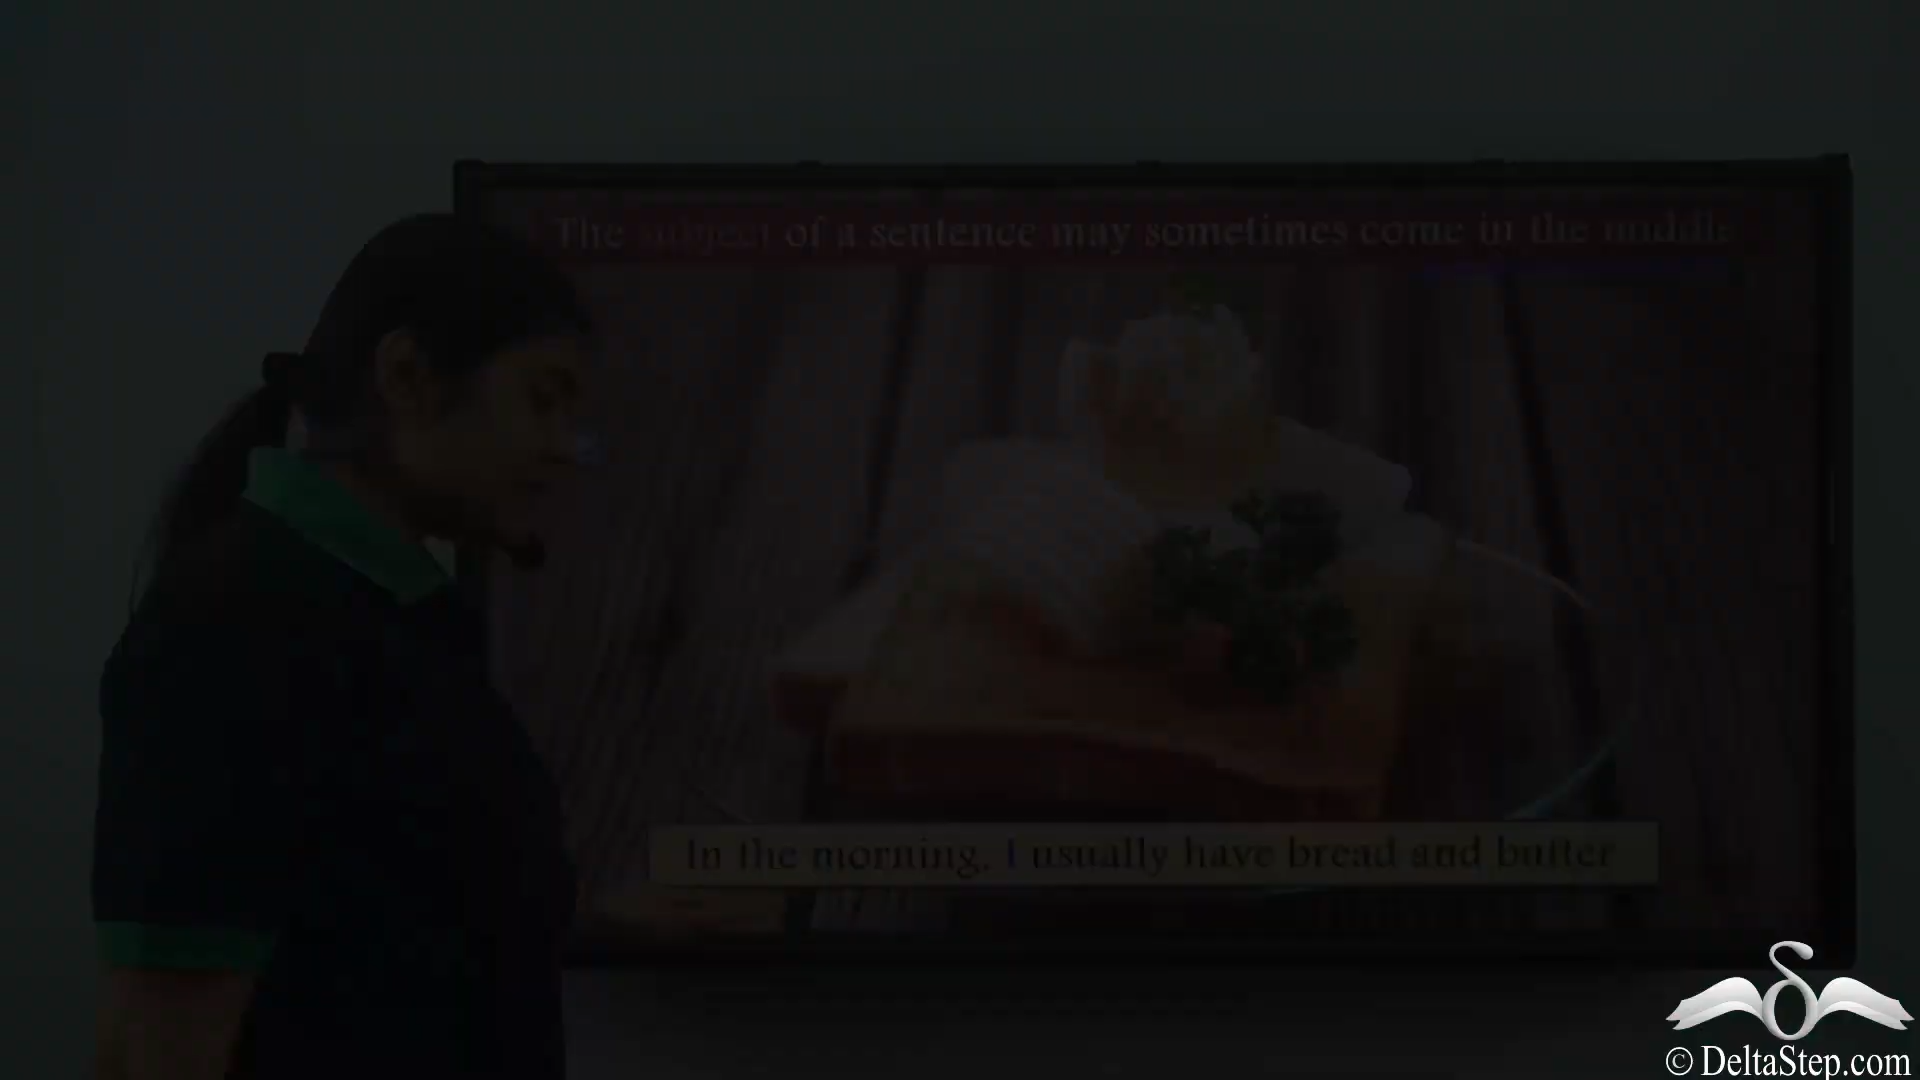 The subject of a sentence may sometimes come in the middle
In the morning, I usually have bread and butter
© DeltaStep.com